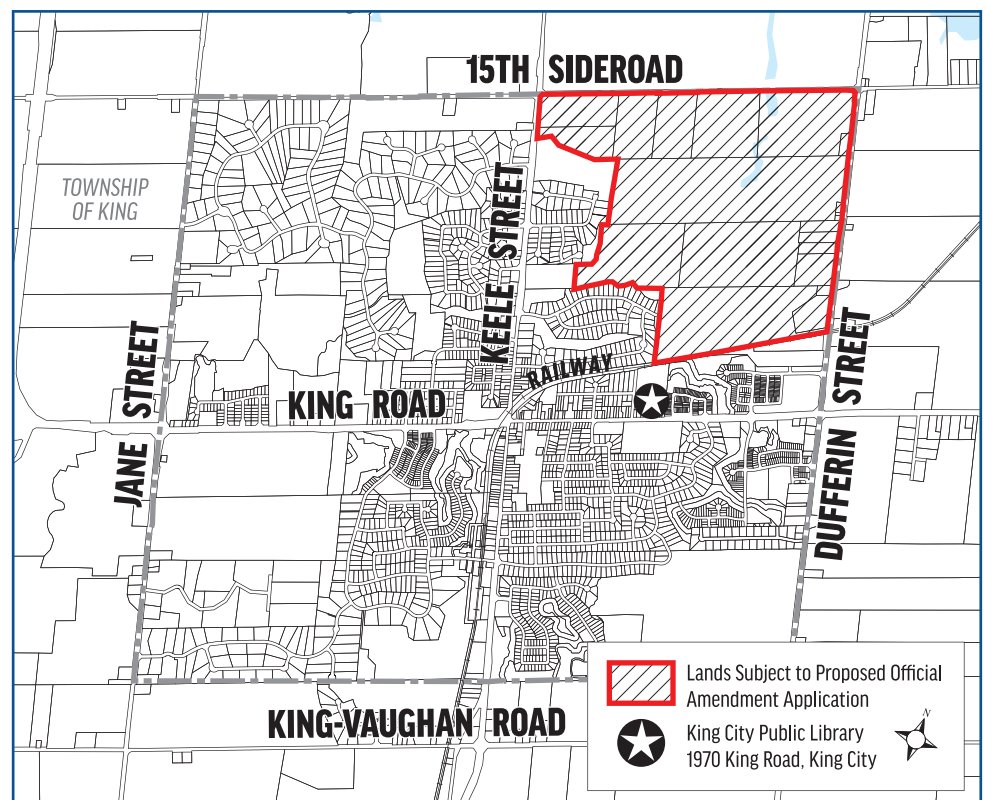 15TH SIDEROAD
TOWNSHIP
OF KING
KEELE STREET
JANE STREET
RAILWAY
KING ROAD
DUFFERIN STREET
KING-VAUGHAN ROAD
Lands Subject to Proposed Official
Amendment Application
King City Public Library
1970 King Road, King City
N